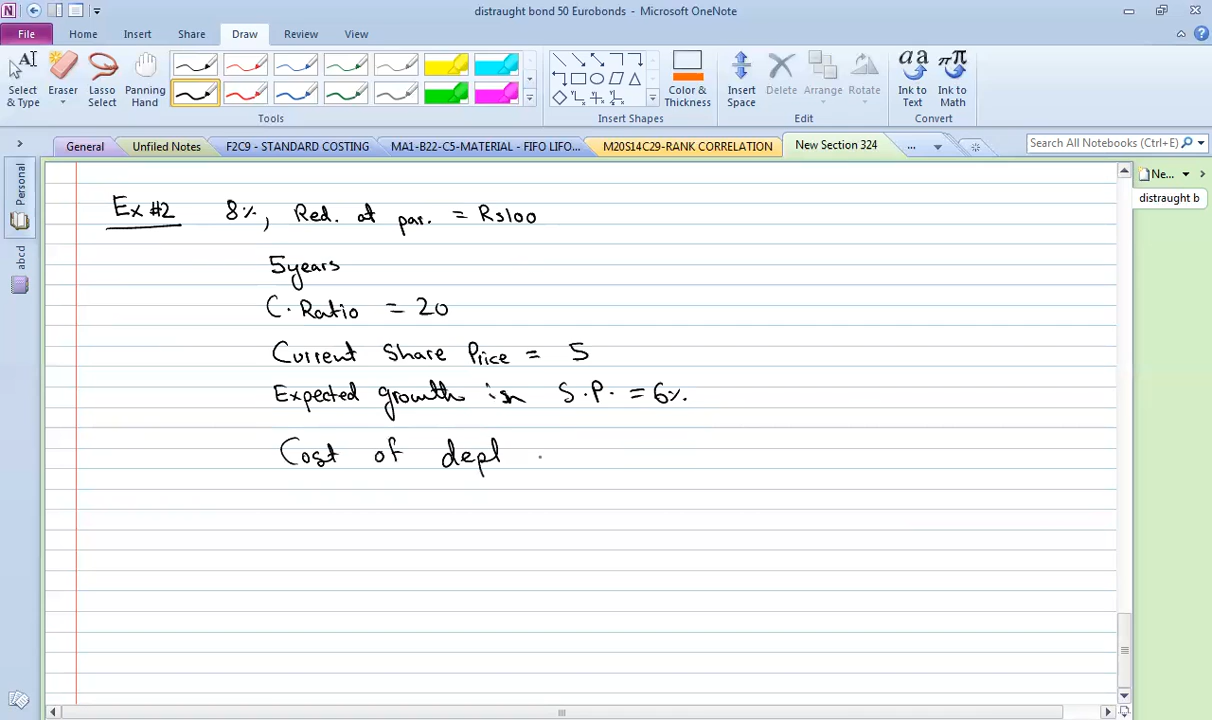 distraught bond 50 Eurobonds - Microsoft OneNote
File Home Insert Share Draw Review View
Select & Type
Eraser
Lasso Select
Panning Hand
Color & Thickness
Insert Space
Delete
Arrange
Rotate
Ink to Text
Ink to Math
Tools
Insert Shapes
Edit
Convert
General
Unfiled Notes
F2C9 - STANDARD COSTING
MA1-B22-C5-MATERIAL - FIFO LIFO...
M20S14C29-RANK CORRELATION
New Section 324
...
Search All Notebooks (Ctrl+E)
Personal
abcd
Ne...
distraught b
Ex #2 8%, Red. at par. = Rs100
5years
C. Ratio = 20
Current Share Price = 5
Expected growth in S.P. = 6%
Cost of dept